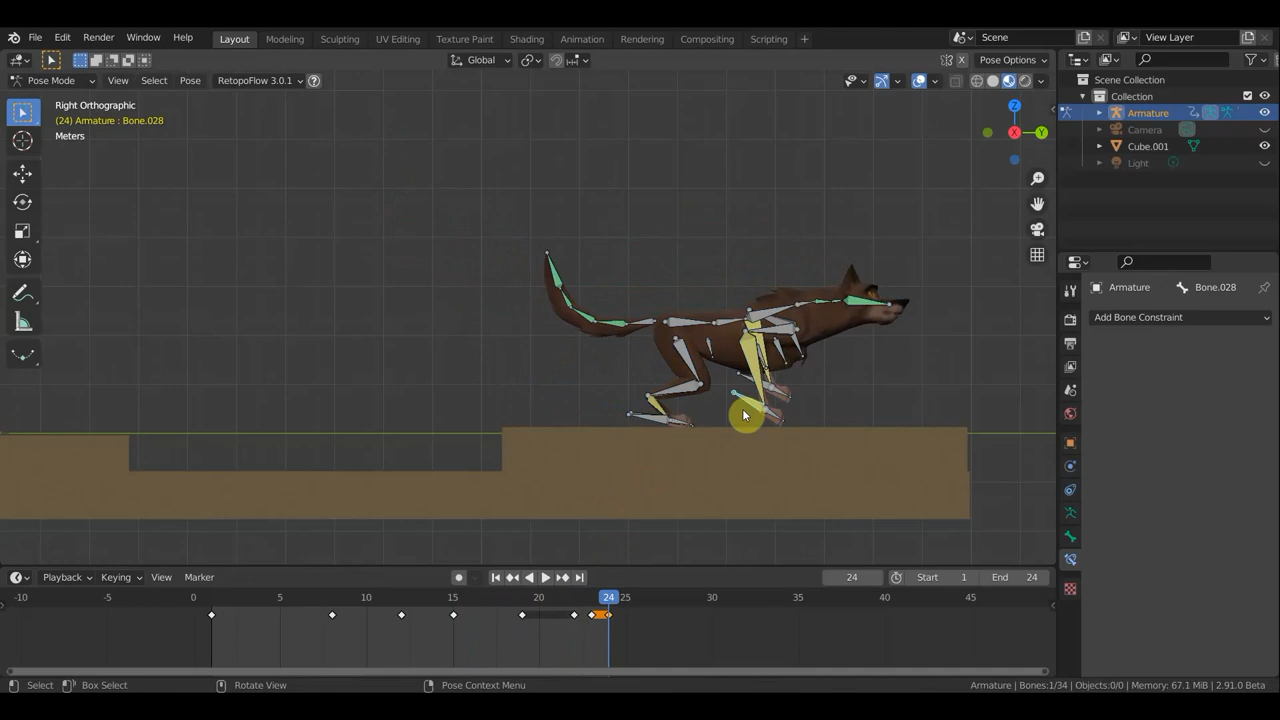 File Edit Render Window Help Layout Modeling Sculpting UV Editing Texture Paint Shading Animation Rendering Compositing Scripting + Scene View Layer
Global Pose Options
Pose Mode View Select Pose RetopoFlow 3.0.1 ? X
Scene Collection
Collection
Armature
Camera
Cube.001
Light
Right Orthographic
(24) Armature : Bone.028
Meters
Z
X
Y
Armature Bone.028
Add Bone Constraint
Playback Keying View Marker 24 Start 1 End 24
-10 0 5 10 15 20 24 25 30 35 40 45
Select Box Select Rotate View Pose Context Menu Armature | Bones:1/34 | Objects:0/0 | Memory: 67.1 MiB | 2.91.0 Beta